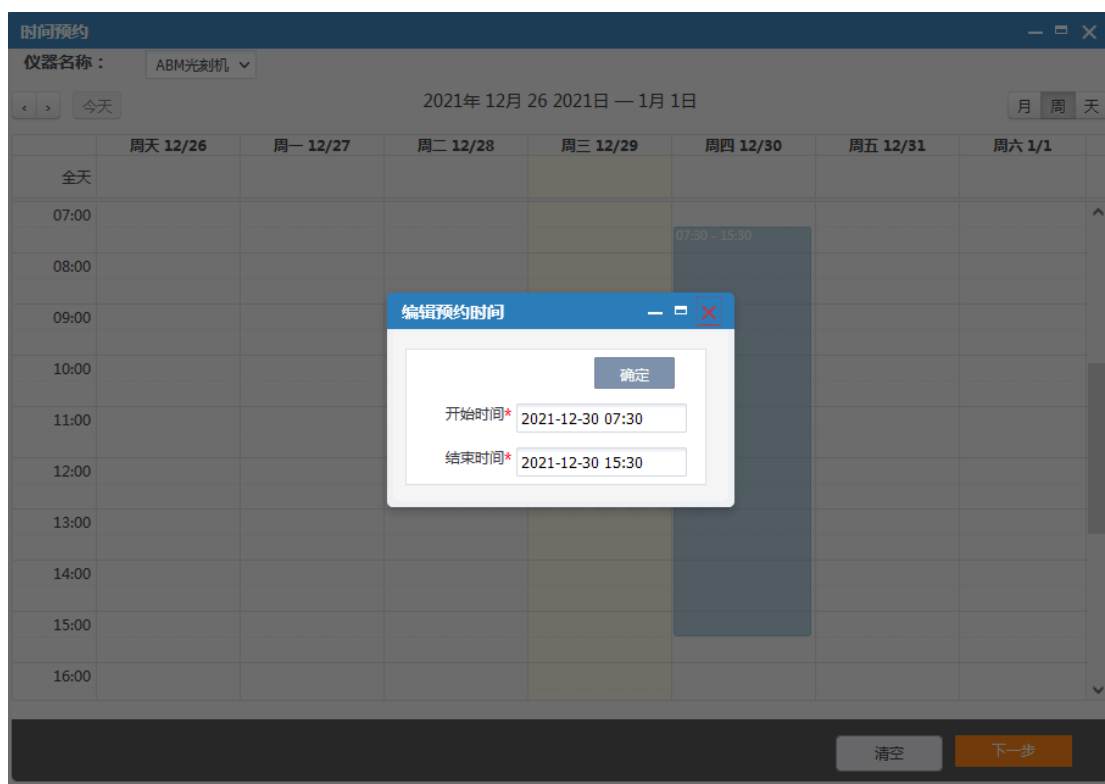 时间预约
仪器名称： ABM光刻机
‹ › 今天 2021年 12月 26 2021日 — 1月 1日 月 周 天
周天 12/26 周一 12/27 周二 12/28 周三 12/29 周四 12/30 周五 12/31 周六 1/1
全天
07:00
07:30 - 15:30
08:00
09:00
编辑预约时间
10:00
确定
11:00
开始时间* 2021-12-30 07:30
12:00
结束时间* 2021-12-30 15:30
13:00
14:00
15:00
16:00
清空 下一步